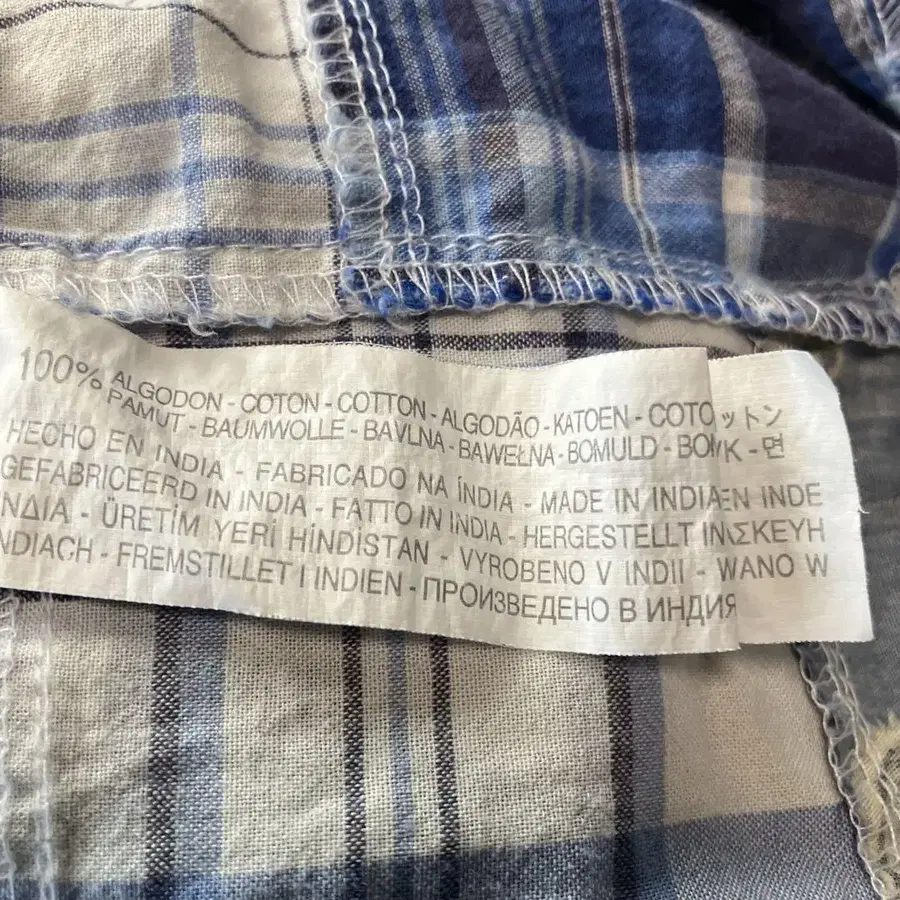 100% ALGODON - COTON - COTTON - ALGODÃO - KATOEN - COTO ットン
PAMUT - BAUMWOLLE - BAVLNA - BAWEŁNA - BOMULD - BOM K - 면
HECHO EN INDIA - FABRICADO NA ÍNDIA - MADE IN INDIA EN INDE
GEFABRICEERD IN INDIA - FATTO IN INDIA - HERGESTELLT IN ΣΚΕΥΗ
ΝΔΙΑ - ÜRETİM YERİ HİNDİSTAN - VYROBENO V INDII - WANO W
NDIACH - FREMSTILLET I INDIEN - ПРОИЗВЕДЕНО В ИНДИЯ